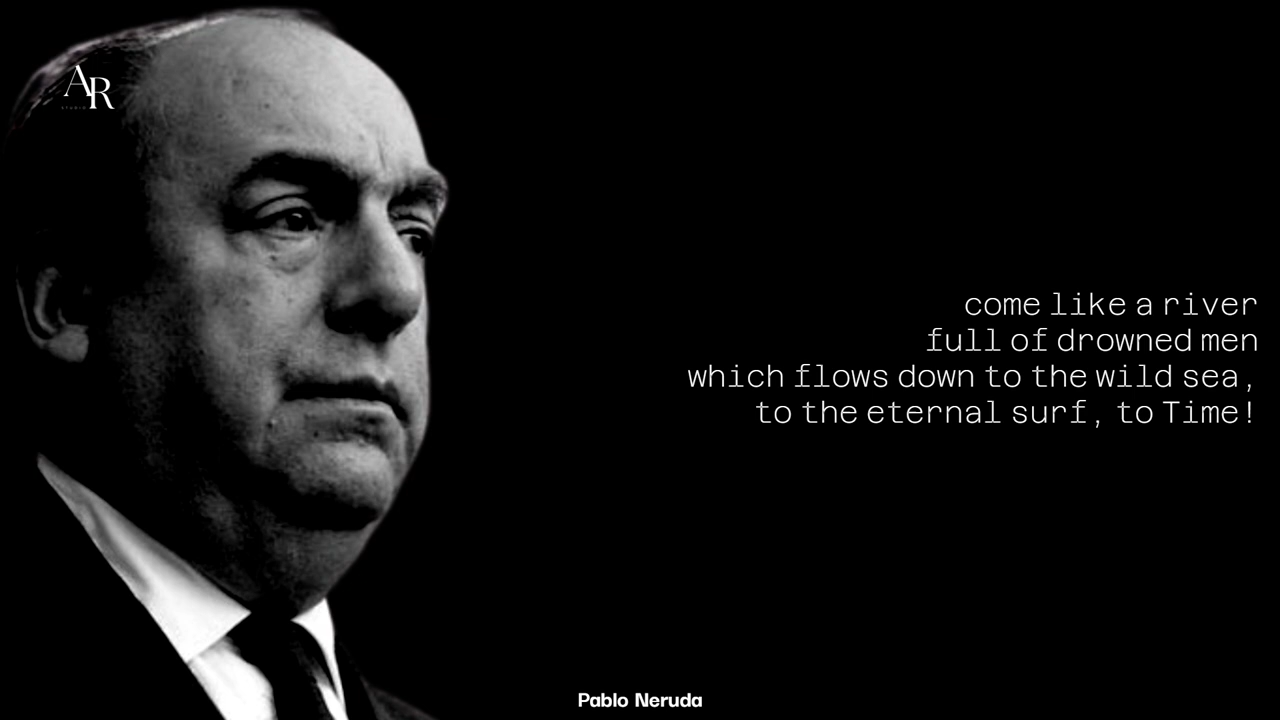 AR
STUDIO
come like a river
full of drowned men
which flows down to the wild sea,
to the eternal surf, to Time!
Pablo Neruda